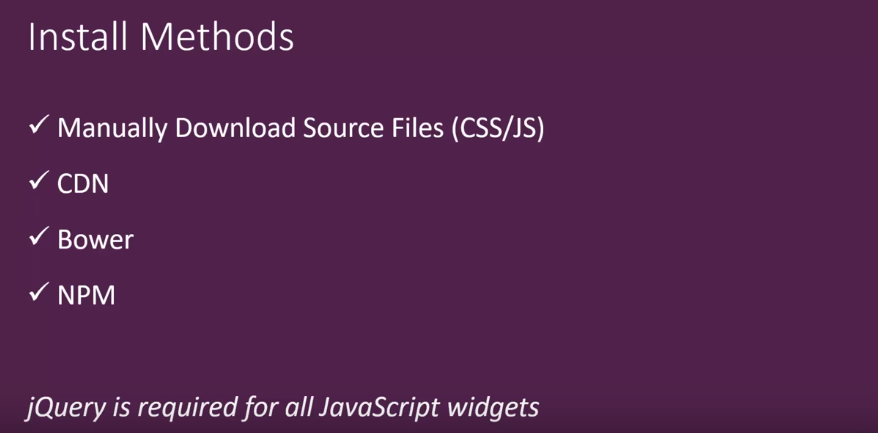 Install Methods
✓ Manually Download Source Files (CSS/JS)
✓ CDN
✓ Bower
✓ NPM
jQuery is required for all JavaScript widgets